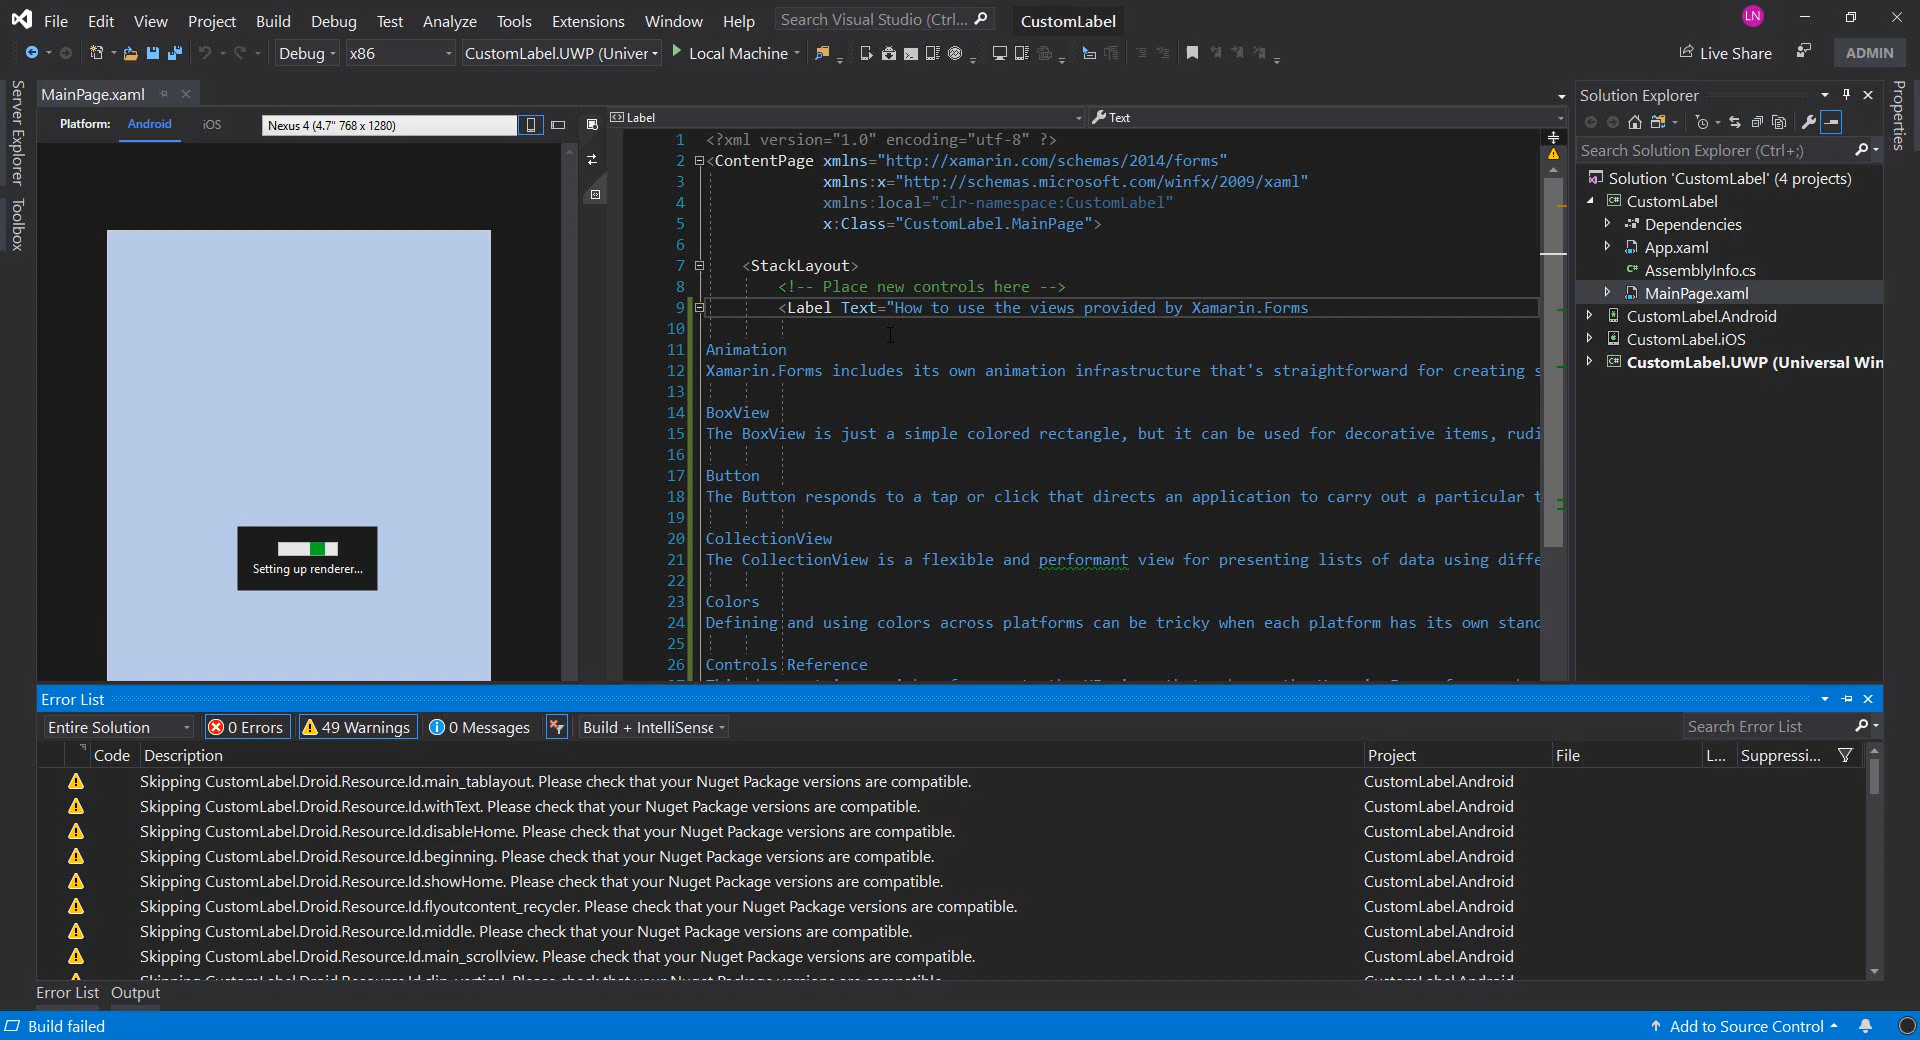 File Edit View Project Build Debug Test Analyze Tools Extensions Window Help Search Visual Studio (Ctrl... CustomLabel LN
Debug x86 CustomLabel.UWP (Univer Local Machine Live Share ADMIN
Server Explorer
Toolbox
MainPage.xaml
Platform: Android iOS Nexus 4 (4.7" 768 x 1280)
Setting up renderer...
Label Text
1 <?xml version="1.0" encoding="utf-8" ?>
2 <ContentPage xmlns="http://xamarin.com/schemas/2014/forms"
3 xmlns:x="http://schemas.microsoft.com/winfx/2009/xaml"
4 xmlns:local="clr-namespace:CustomLabel"
5 x:Class="CustomLabel.MainPage">
6
7 <StackLayout>
8 <!-- Place new controls here -->
9 <Label Text="How to use the views provided by Xamarin.Forms
10
11 Animation
12 Xamarin.Forms includes its own animation infrastructure that's straightforward for creating s
13
14 BoxView
15 The BoxView is just a simple colored rectangle, but it can be used for decorative items, rudi
16
17 Button
18 The Button responds to a tap or click that directs an application to carry out a particular t
19
20 CollectionView
21 The CollectionView is a flexible and performant view for presenting lists of data using diffe
22
23 Colors
24 Defining and using colors across platforms can be tricky when each platform has its own stand
25
26 Controls Reference
Solution Explorer
Search Solution Explorer (Ctrl+;)
Solution 'CustomLabel' (4 projects)
CustomLabel
Dependencies
App.xaml
AssemblyInfo.cs
MainPage.xaml
CustomLabel.Android
CustomLabel.iOS
CustomLabel.UWP (Universal Win
Properties
Error List
Entire Solution 0 Errors 49 Warnings 0 Messages Build + IntelliSense Search Error List
Code Description Project File L... Suppressi...
Skipping CustomLabel.Droid.Resource.Id.main_tablayout. Please check that your Nuget Package versions are compatible. CustomLabel.Android
Skipping CustomLabel.Droid.Resource.Id.withText. Please check that your Nuget Package versions are compatible. CustomLabel.Android
Skipping CustomLabel.Droid.Resource.Id.disableHome. Please check that your Nuget Package versions are compatible. CustomLabel.Android
Skipping CustomLabel.Droid.Resource.Id.beginning. Please check that your Nuget Package versions are compatible. CustomLabel.Android
Skipping CustomLabel.Droid.Resource.Id.showHome. Please check that your Nuget Package versions are compatible. CustomLabel.Android
Skipping CustomLabel.Droid.Resource.Id.flyoutcontent_recycler. Please check that your Nuget Package versions are compatible. CustomLabel.Android
Skipping CustomLabel.Droid.Resource.Id.middle. Please check that your Nuget Package versions are compatible. CustomLabel.Android
Skipping CustomLabel.Droid.Resource.Id.main_scrollview. Please check that your Nuget Package versions are compatible. CustomLabel.Android
Skipping CustomLabel.Droid.Resource.Id.clip_vertical. Please check that your Nuget Package versions are compatible. CustomLabel.Android
Error List Output
Build failed Add to Source Control